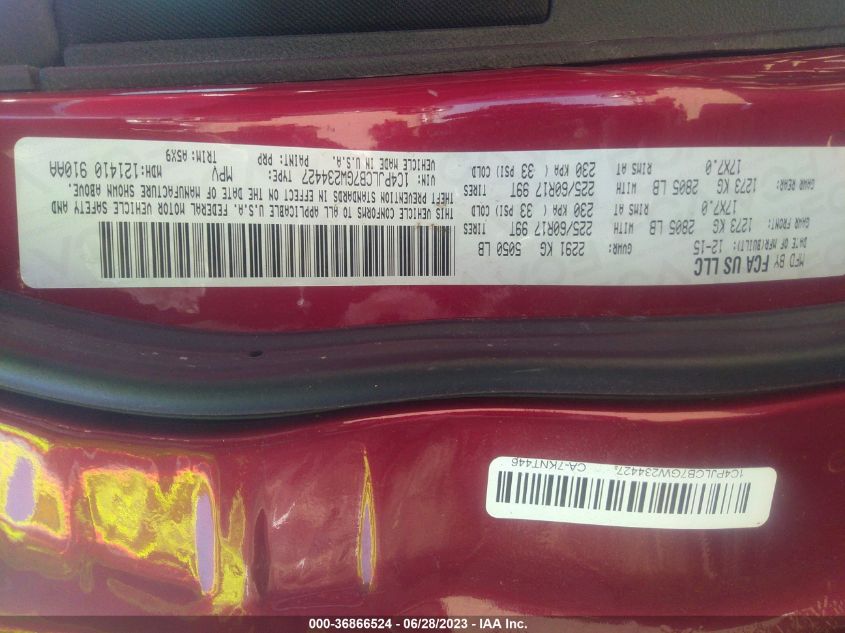 MFD BY FCA US LLC
DATE OF MFR(BUILT): 12-15
GVWR: 2291 KG 5050 LB
GAWR FRONT: 1273 KG 2805 LB WITH TIRES 225/60R17 99T
17X7.0 RIMS AT 230 KPA (33 PSI) COLD
GAWR REAR: 1273 KG 2805 LB WITH TIRES 225/60R17 99T
17X7.0 RIMS AT 230 KPA (33 PSI) COLD
THIS VEHICLE CONFORMS TO ALL APPLICABLE U.S.A. FEDERAL MOTOR VEHICLE SAFETY AND
THEFT PREVENTION STANDARDS IN EFFECT ON THE DATE OF MANUFACTURE SHOWN ABOVE.
VIN: 1C4PJLCB7GW234427 TYPE: MPV MDH: 121410 910AA
VEHICLE MADE IN U.S.A. PAINT: PRP TRIM: A5X9
1C4PJLCB7GW234427
CA-7KNT446
000-36866524 / 06/28/2023 - © IAA Inc.